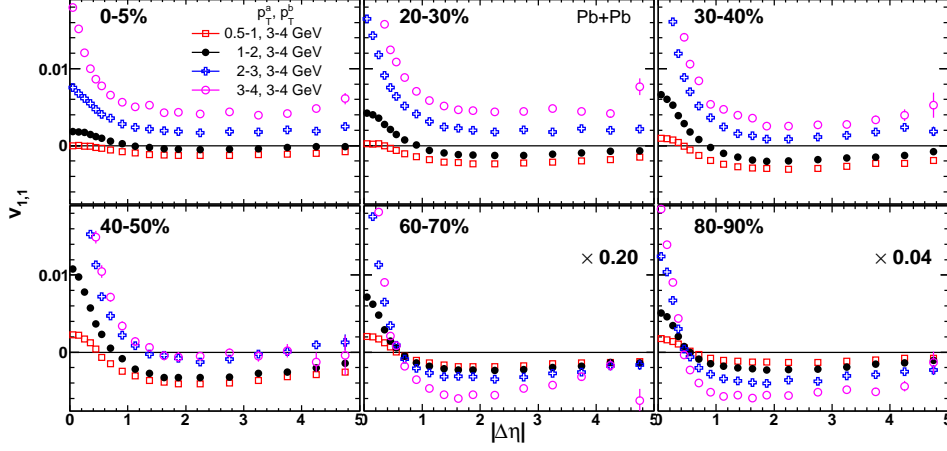 0-5%
p_T^a, p_T^b
0.5-1, 3-4 GeV
1-2, 3-4 GeV
2-3, 3-4 GeV
3-4, 3-4 GeV
20-30%
Pb+Pb
30-40%
0.01
0
v_{1,1}
40-50%
60-70%
× 0.20
80-90%
× 0.04
0.01
0
0 1 2 3 4 5
0 1 2 3 4 5
0 1 2 3 4 5
|Δη|